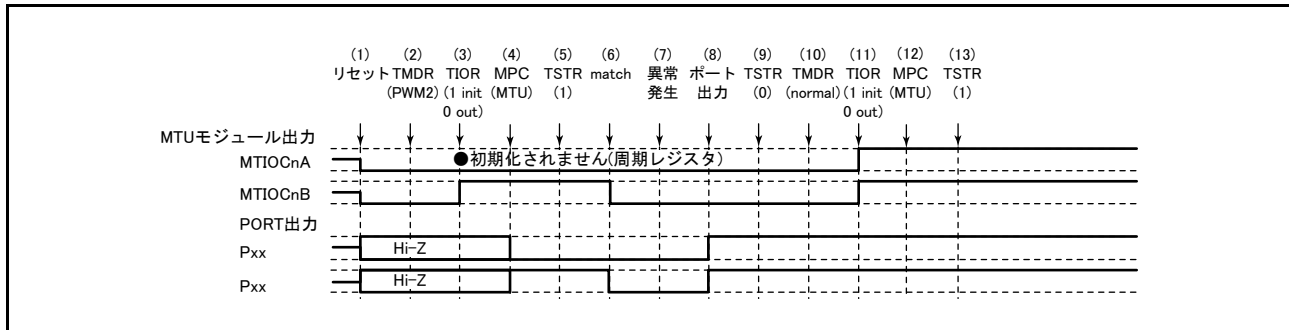 (1) (2) (3) (4) (5) (6) (7) (8) (9) (10) (11) (12) (13)
リセット TMDR TIOR MPC TSTR match 異常 ポート TSTR TMDR TIOR MPC TSTR
(PWM2) (1 init (MTU) (1) 発生 出力 (0) (normal) (1 init (MTU) (1)
0 out) 0 out)
MTUモジュール出力
MTIOCnA ●初期化されません(周期レジスタ)
MTIOCnB
PORT出力
Pxx Hi-Z
Pxx Hi-Z